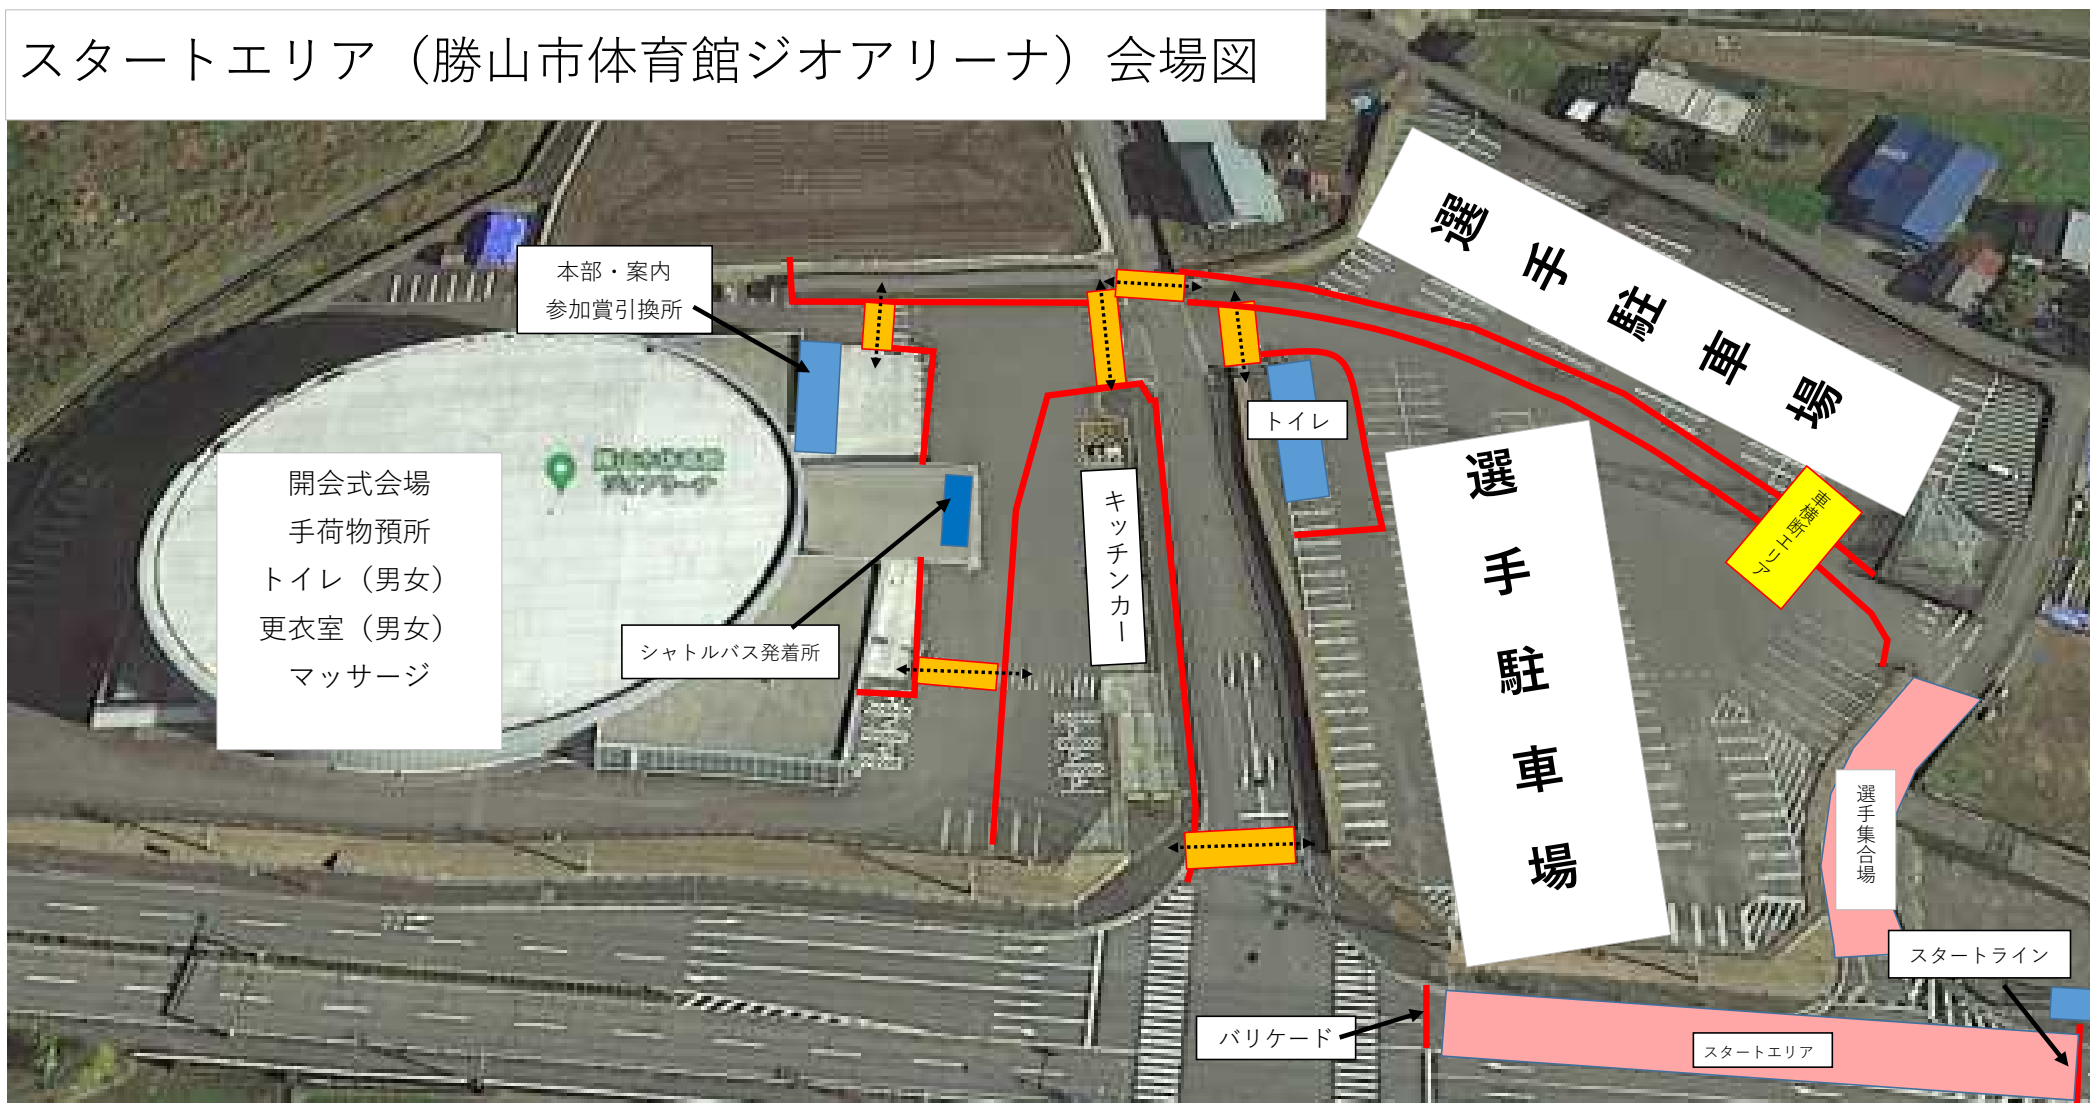 スタートエリア（勝山市体育館ジオアリーナ）会場図
本部・案内
参加賞引換所
選手駐車場
トイレ
開会式会場
手荷物預所
トイレ（男女）
更衣室（男女）
マッサージ
キッチンカー
選手駐車場
車横断エリア
シャトルバス発着所
選手集合場
スタートライン
バリケード
スタートエリア